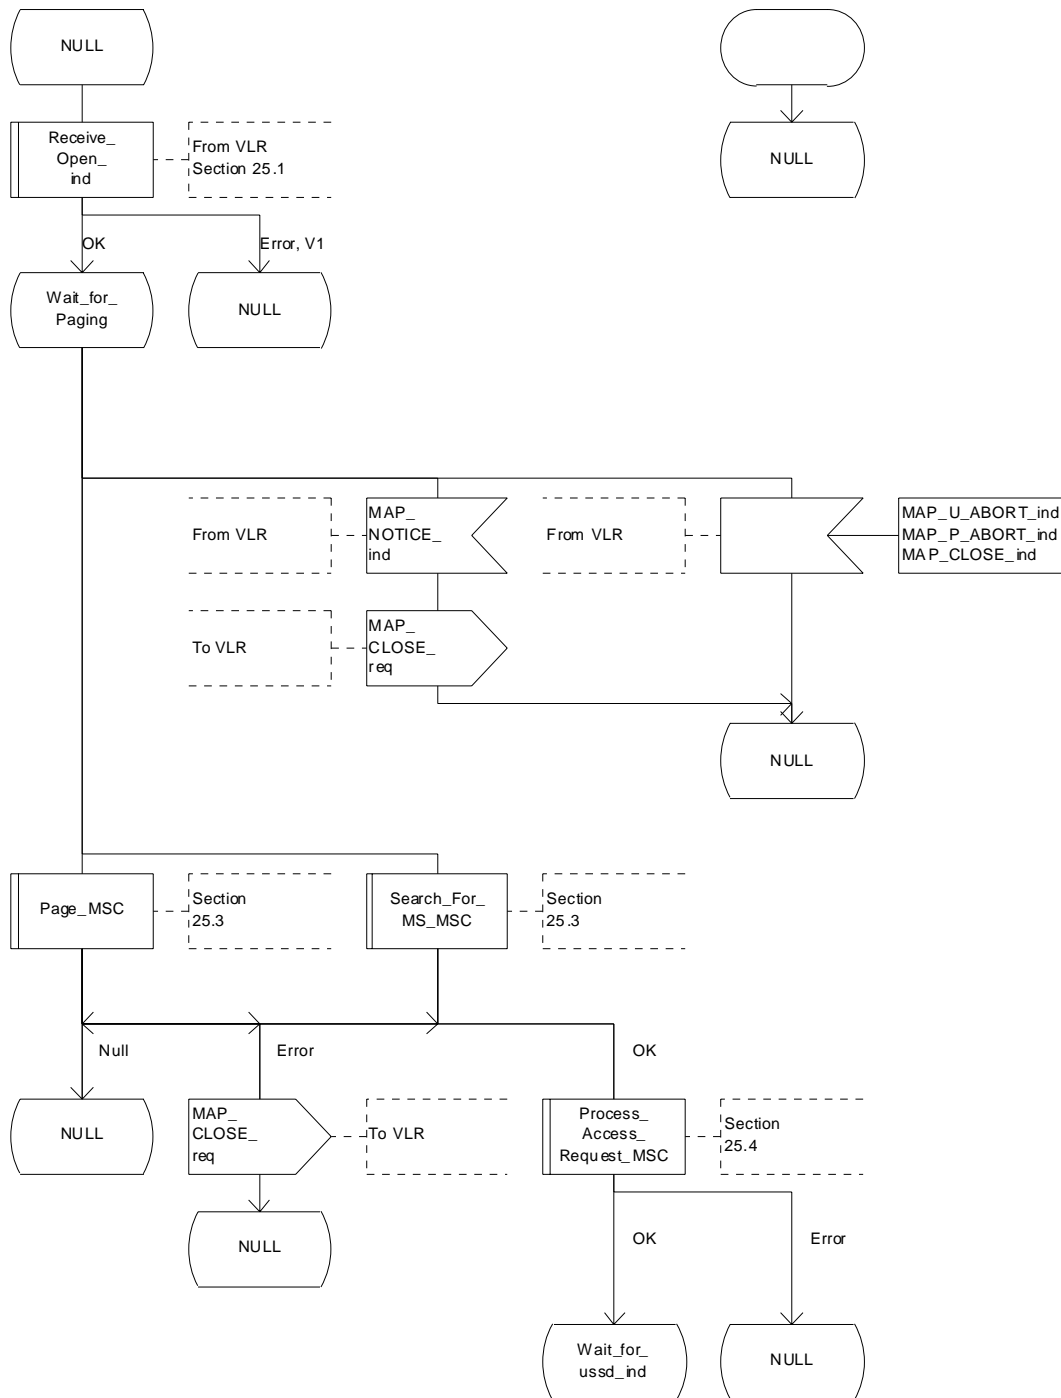 NULL
Receive_
Open_
ind
From VLR
Section 25.1
NULL
OK
Error, V1
Wait_for_
Paging
NULL
From VLR
MAP_
NOTICE_
ind
From VLR
MAP_U_ABORT_ind
MAP_P_ABORT_ind
MAP_CLOSE_ind
To VLR
MAP_
CLOSE_
req
NULL
Page_MSC
Section
25.3
Search_For_
MS_MSC
Section
25.3
Null
Error
OK
NULL
MAP_
CLOSE_
req
To VLR
Process_
Access_
Request_MSC
Section
25.4
NULL
OK
Error
Wait_for_
ussd_ind
NULL